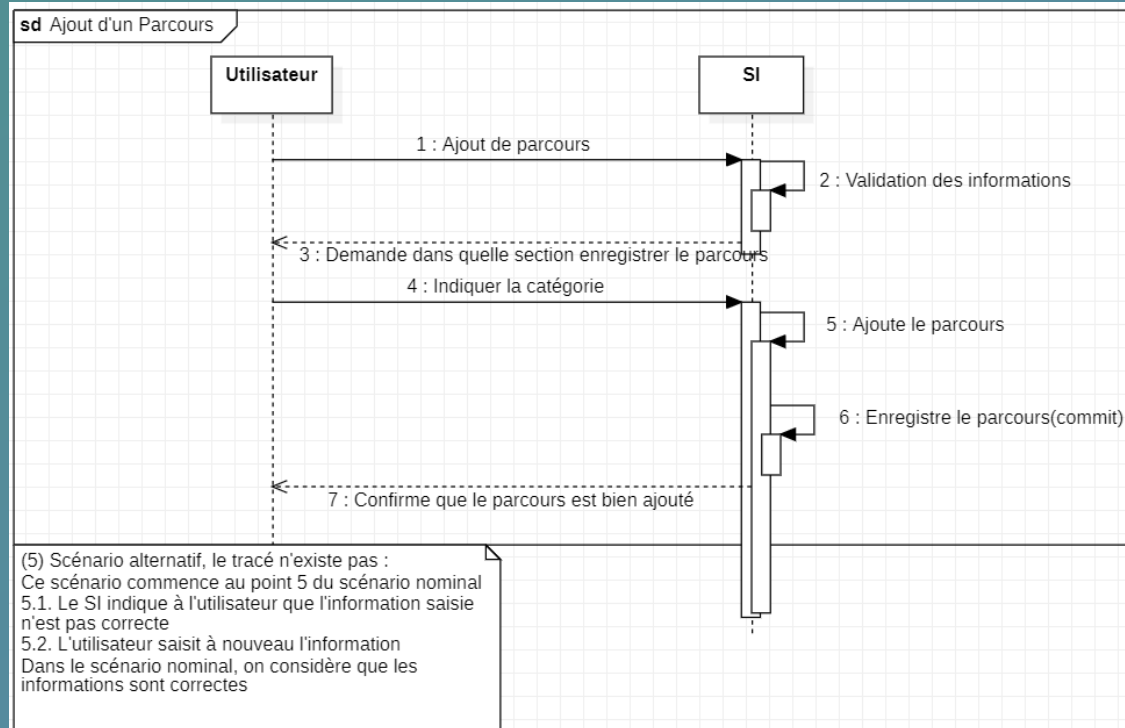 sd Ajout d'un Parcours
Utilisateur
SI
1 : Ajout de parcours
2 : Validation des informations
3 : Demande dans quelle section enregistrer le parcours
4 : Indiquer la catégorie
5 : Ajoute le parcours
6 : Enregistre le parcours(commit)
7 : Confirme que le parcours est bien ajouté
(5) Scénario alternatif, le tracé n'existe pas :
Ce scénario commence au point 5 du scénario nominal
5.1. Le SI indique à l'utilisateur que l'information saisie
n'est pas correcte
5.2. L'utilisateur saisit à nouveau l'information
Dans le scénario nominal, on considère que les
informations sont correctes